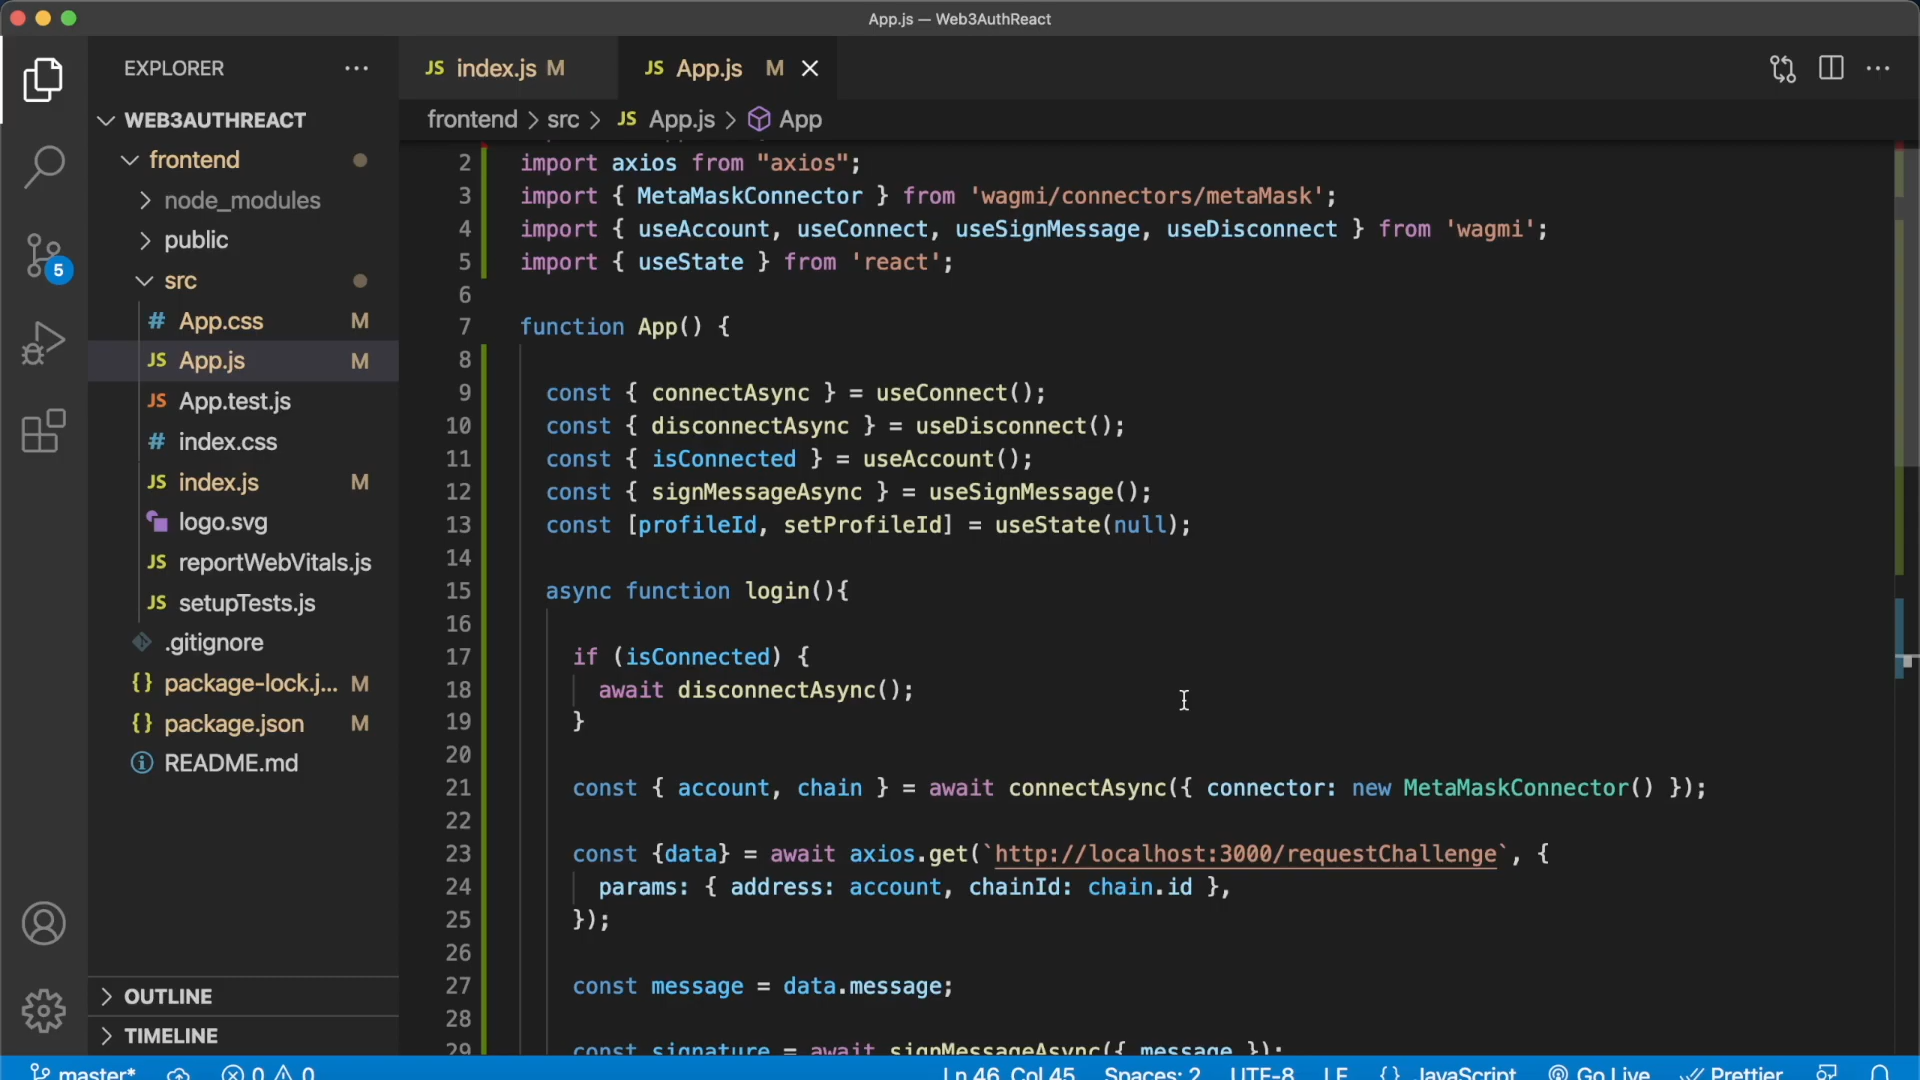 App.js — Web3AuthReact
EXPLORER
WEB3AUTHREACT
frontend
node_modules
public
src
# App.css M
JS App.js M
JS App.test.js
# index.css
JS index.js M
logo.svg
JS reportWebVitals.js
JS setupTests.js
.gitignore
{} package-lock.j... M
{} package.json M
README.md
OUTLINE
TIMELINE
5
JS index.js M
JS App.js M
frontend > src > JS App.js > App
2 import axios from "axios";
3 import { MetaMaskConnector } from 'wagmi/connectors/metaMask';
4 import { useAccount, useConnect, useSignMessage, useDisconnect } from 'wagmi';
5 import { useState } from 'react';
6
7 function App() {
8
9 const { connectAsync } = useConnect();
10 const { disconnectAsync } = useDisconnect();
11 const { isConnected } = useAccount();
12 const { signMessageAsync } = useSignMessage();
13 const [profileId, setProfileId] = useState(null);
14
15 async function login(){
16
17 if (isConnected) {
18 await disconnectAsync();
19 }
20
21 const { account, chain } = await connectAsync({ connector: new MetaMaskConnector() });
22
23 const {data} = await axios.get(`http://localhost:3000/requestChallenge`, {
24 params: { address: account, chainId: chain.id },
25 });
26
27 const message = data.message;
28
29 const signature = await signMessageAsync({ message });
master* 0 0 Ln 46, Col 45 Spaces: 2 UTF-8 LF {} JavaScript Go Live Prettier